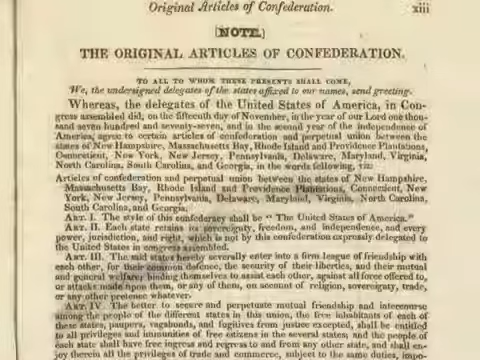 Original Articles of Confederation. xiii
[NOTE.]
THE ORIGINAL ARTICLES OF CONFEDERATION.
TO ALL TO WHOM THESE PRESENTS SHALL COME,
We, the undersigned delegates of the states affixed to our names, send greeting.
Whereas, the delegates of the United States of America, in Con-
gress assembled did, on the fifteenth day of November, in the year of our Lord one thou-
sand seven hundred and seventy-seven, and in the second year of the independence of
America, agree to certain articles of confederation and perpetual union between the
states of New Hampshire, Massachusetts Bay, Rhode Island and Providence Plantations,
Connecticut, New York, New Jersey, Pennsylvania, Delaware, Maryland, Virginia,
North Carolina, South Carolina, and Georgia, in the words following, viz:
Articles of confederation and perpetual union between the states of New Hampshire,
Massachusetts Bay, Rhode Island and Providence Plantations, Connecticut, New
York, New Jersey, Pennsylvania, Delaware, Maryland, Virginia, North Carolina,
South Carolina, and Georgia.
ART. I. The style of this confederacy shall be "The United States of America."
ART. II. Each state retains its sovereignty, freedom, and independence, and every
power, jurisdiction, and right, which is not by this confederation expressly delegated to
the United States in congress assembled.
ART. III. The said states hereby severally enter into a firm league of friendship with
each other, for their common defence, the security of their liberties, and their mutual
and general welfare; binding themselves to assist each other, against all force offered to,
or attacks made upon them, or any of them, on account of religion, sovereignty, trade,
or any other pretence whatever.
ART. IV. The better to secure and perpetuate mutual friendship and intercourse
among the people of the different states in this union, the free inhabitants of each of
these states, paupers, vagabonds, and fugitives from justice excepted, shall be entitled
to all privileges and immunities of free citizens in the several states; and the people of
each state shall have free ingress and regress to and from any other state, and shall en-
joy therein all the privileges of trade and commerce, subject to the same duties, impo-